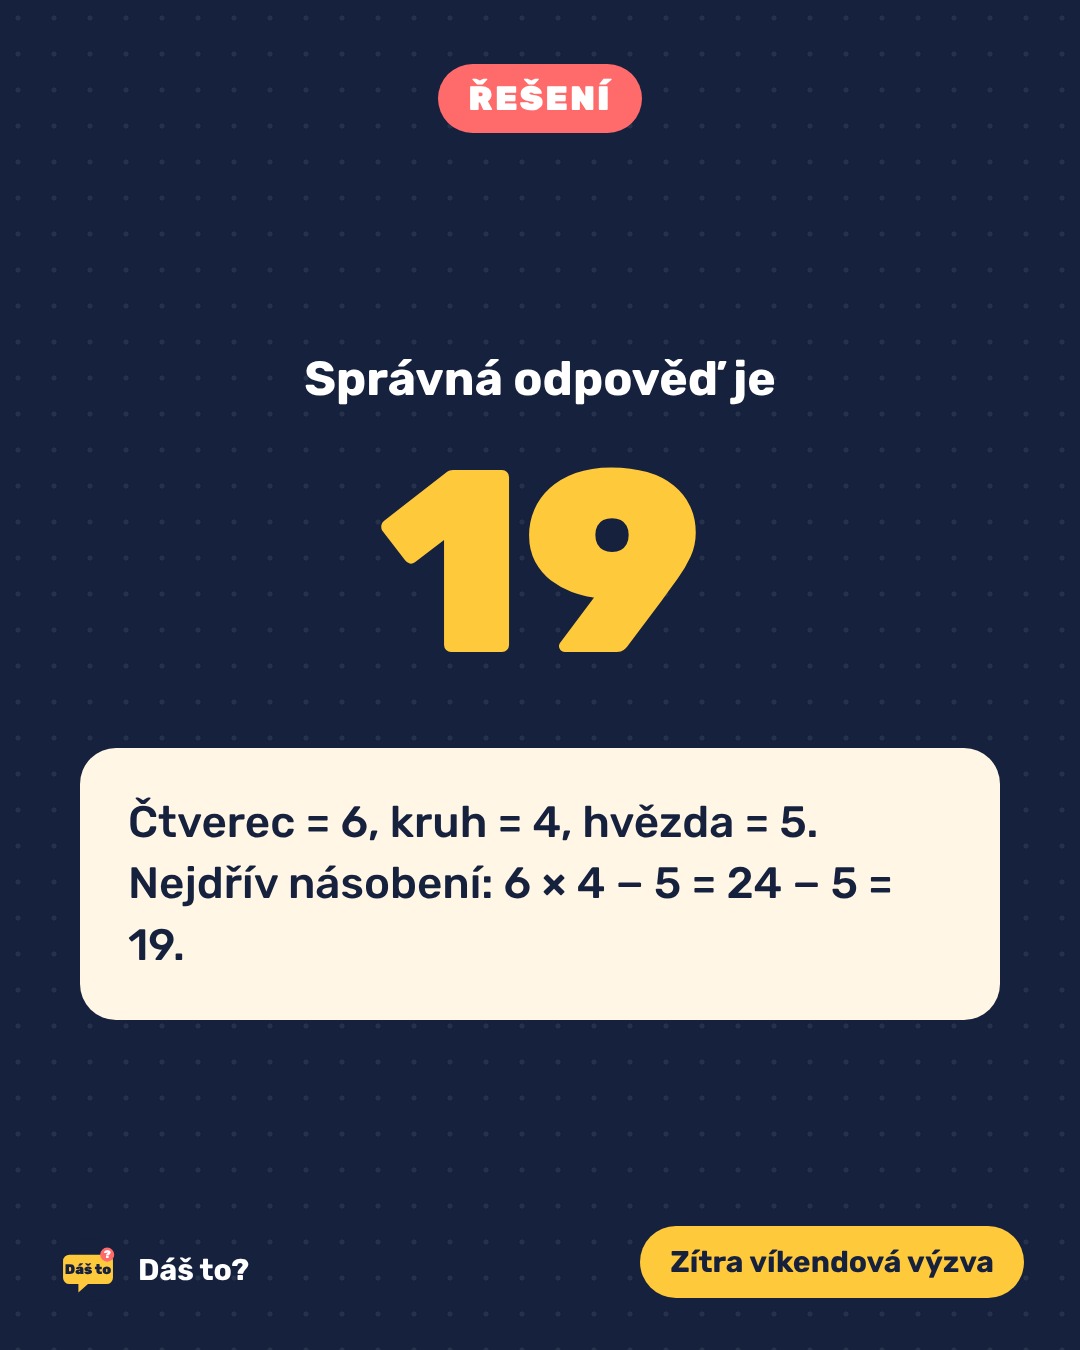 ŘEŠENÍ
Správná odpověď je
19
Čtverec = 6, kruh = 4, hvězda = 5.
Nejdřív násobení: 6 × 4 – 5 = 24 – 5 =
19.
Dáš to
?
Dáš to?
Zítra víkendová výzva